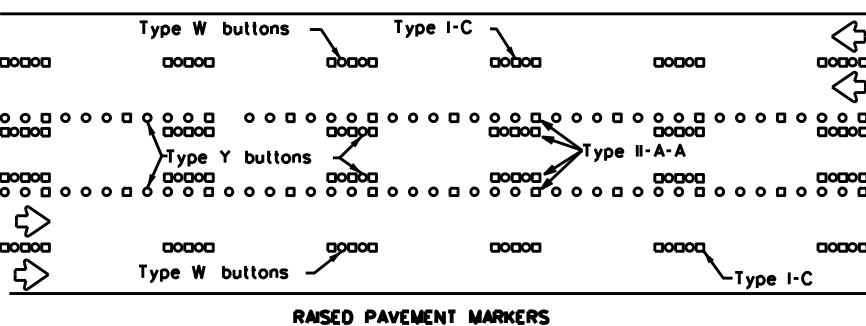 Type W buttons
Type I-C
Type Y buttons
Type II-A-A
Type W buttons
Type I-C
RAISED PAVEMENT MARKERS